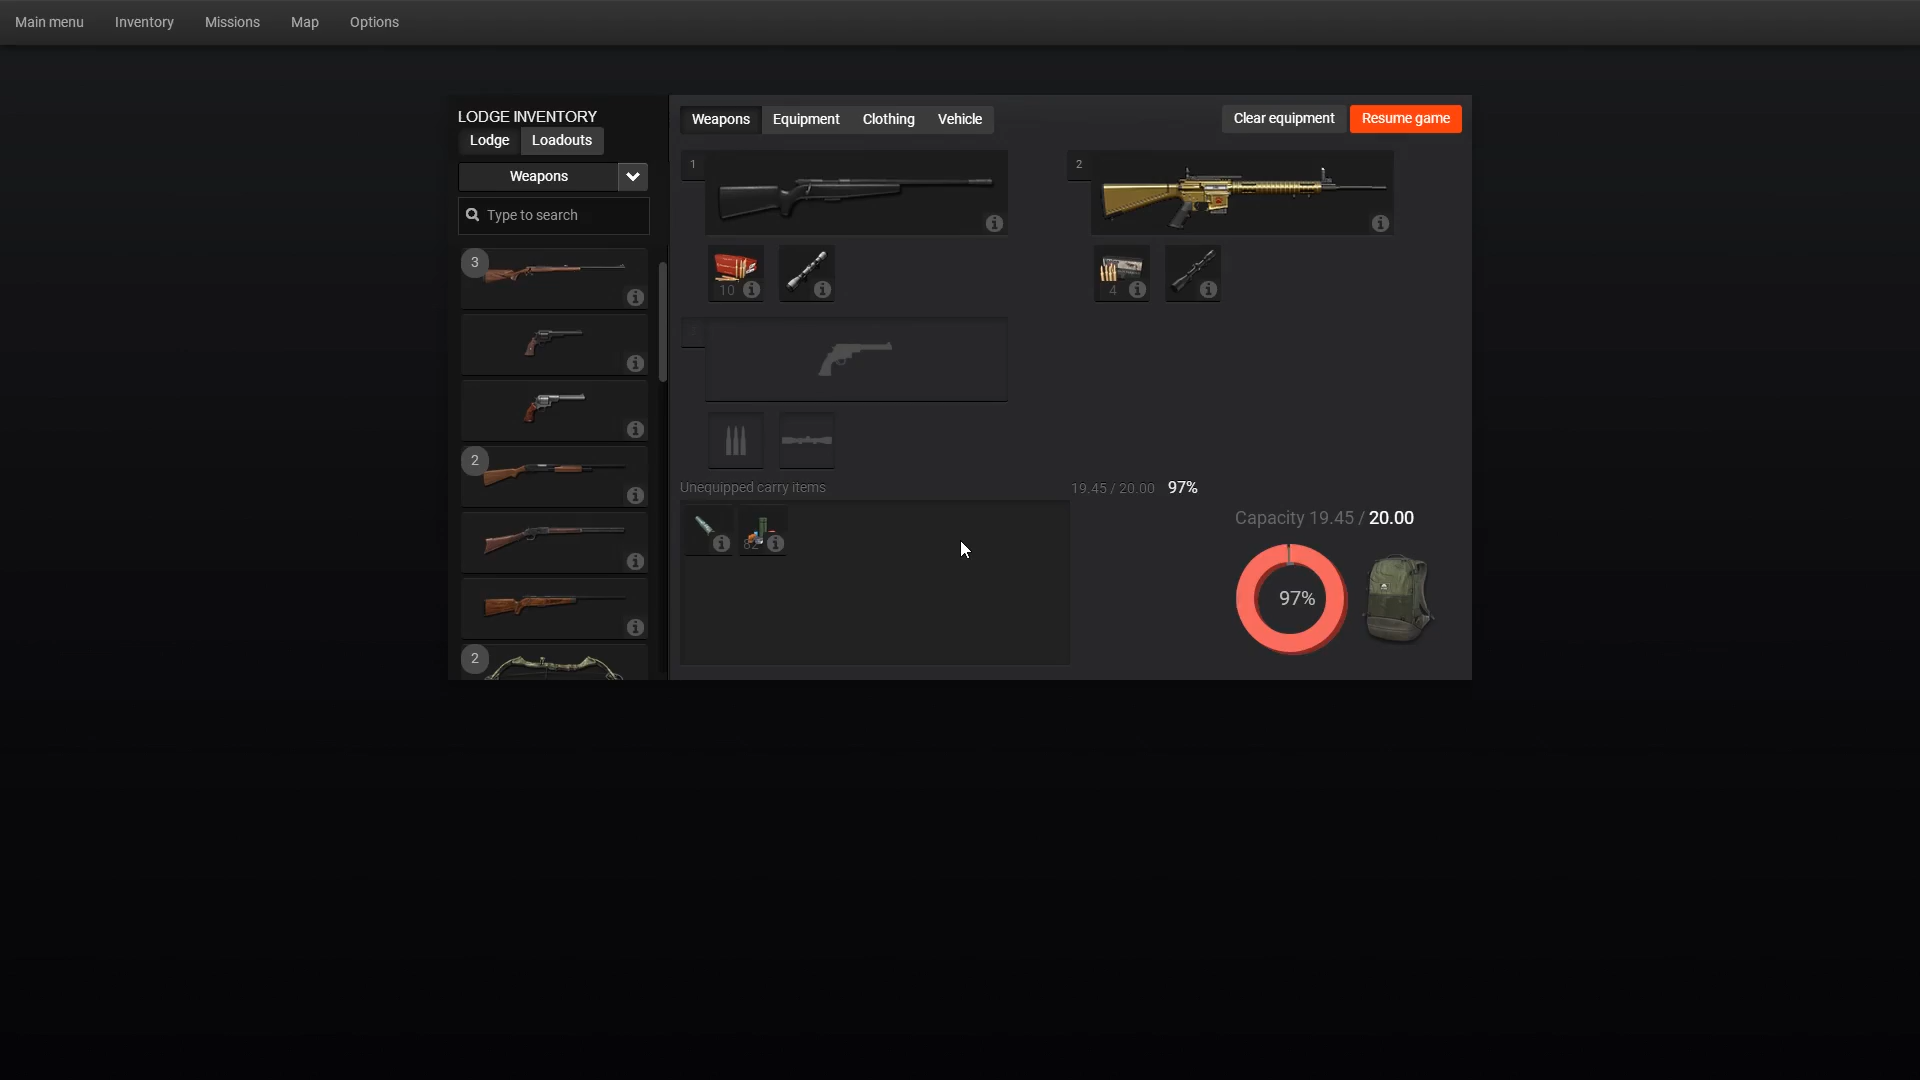 Main menu Inventory Missions Map Options
LODGE INVENTORY
Lodge Loadouts
Weapons
Type to search
3
2
2
Weapons Equipment Clothing Vehicle
Clear equipment Resume game
1
2
10
4
Unequipped carry items
19.45 / 20.00 97%
82
Capacity 19.45 / 20.00
97%